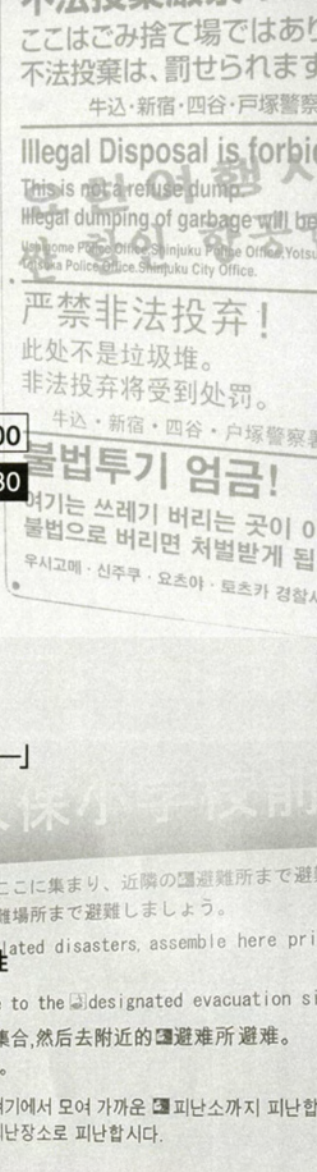 ここはごみ捨て場ではあり
不法投棄は、罰せられます
牛込・新宿・四谷・戸塚警察
Illegal Disposal is forbid
This is not a refuse dump.
Illegal dumping of garbage will be
Usigome Police Office.Shinjuku Police Office.Yotsu
Totsuka Police Office.Shinjuku City Office.
严禁非法投弃!
此处不是垃圾堆。
非法投弃将受到处罚。
牛込・新宿・四谷・户塚警察署
00
30
불법투기 엄금!
여기는 쓰레기 버리는 곳이 아
불법으로 버리면 처벌받게 됩
우시고메・신주쿠・요츠야・토츠카 경찰서
ー」
久保小学校前
ここに集まり、近隣の避難所まで避難
難場所まで避難しましょう。
lated disasters, assemble here pri
e to the designated evacuation si
集合,然后去附近的避难所避难。
。
여기에서 모여 가까운 피난소까지 피난합
피난장소로 피난합시다.